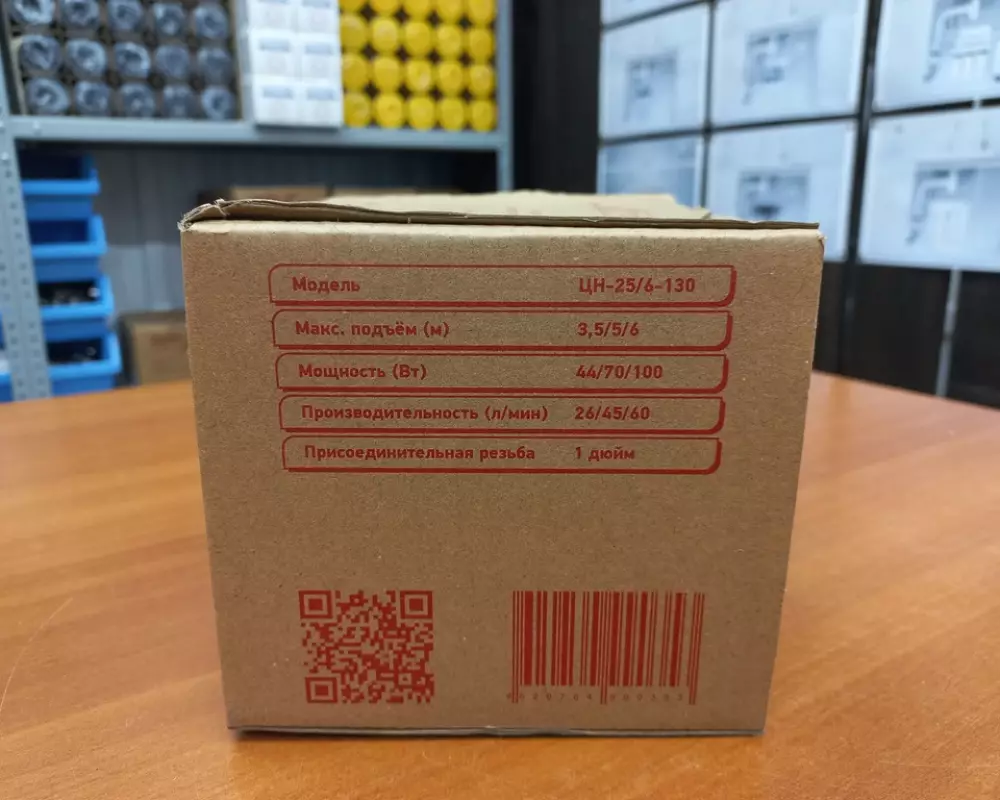 Модель ЦН-25/6-130
Макс. подъём (м) 3,5/5/6
Мощность (Вт) 44/70/100
Производительность (л/мин) 26/45/60
Присоединительная резьба 1 дюйм